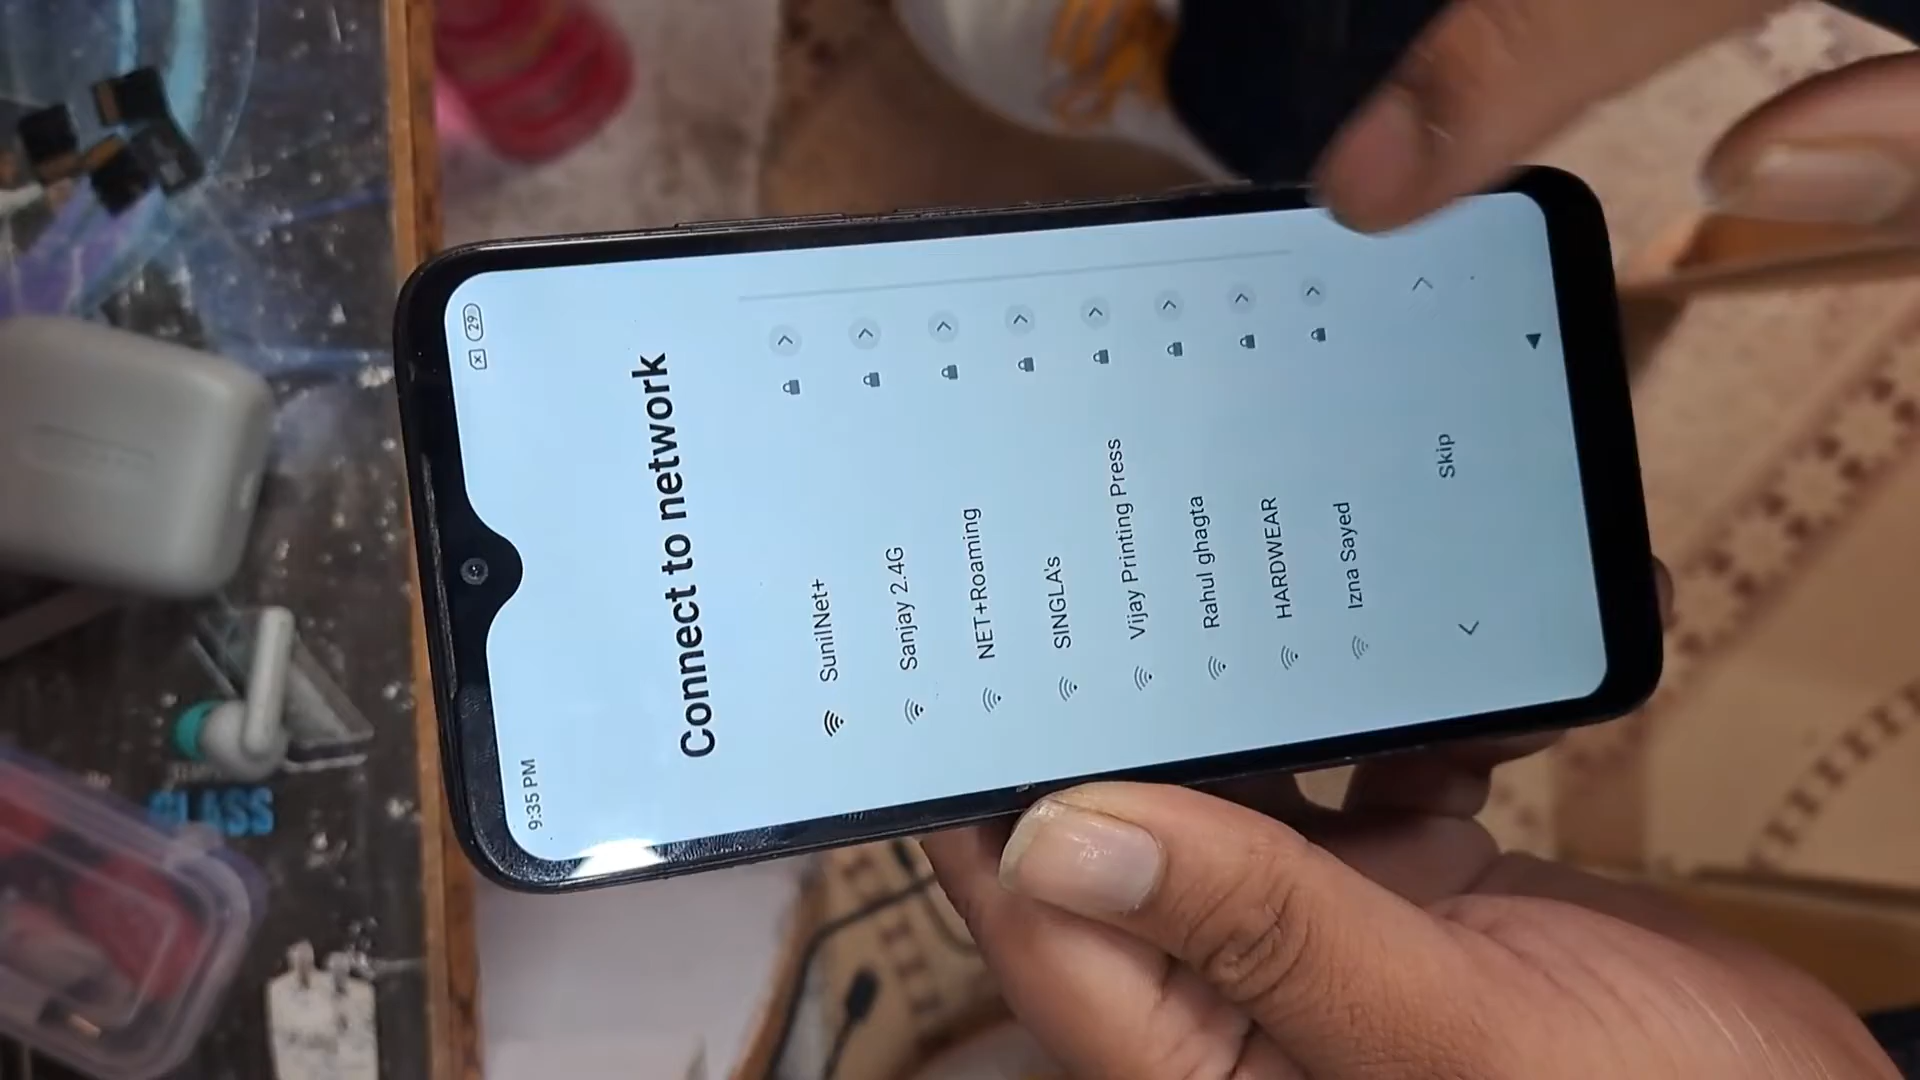 9:35 PM
29
Connect to network
SunilNet+
Sanjay 2.4G
NET+Roaming
SINGLA's
Vijay Printing Press
Rahul ghagta
HARDWEAR
Izna Sayed
Skip
GLASS